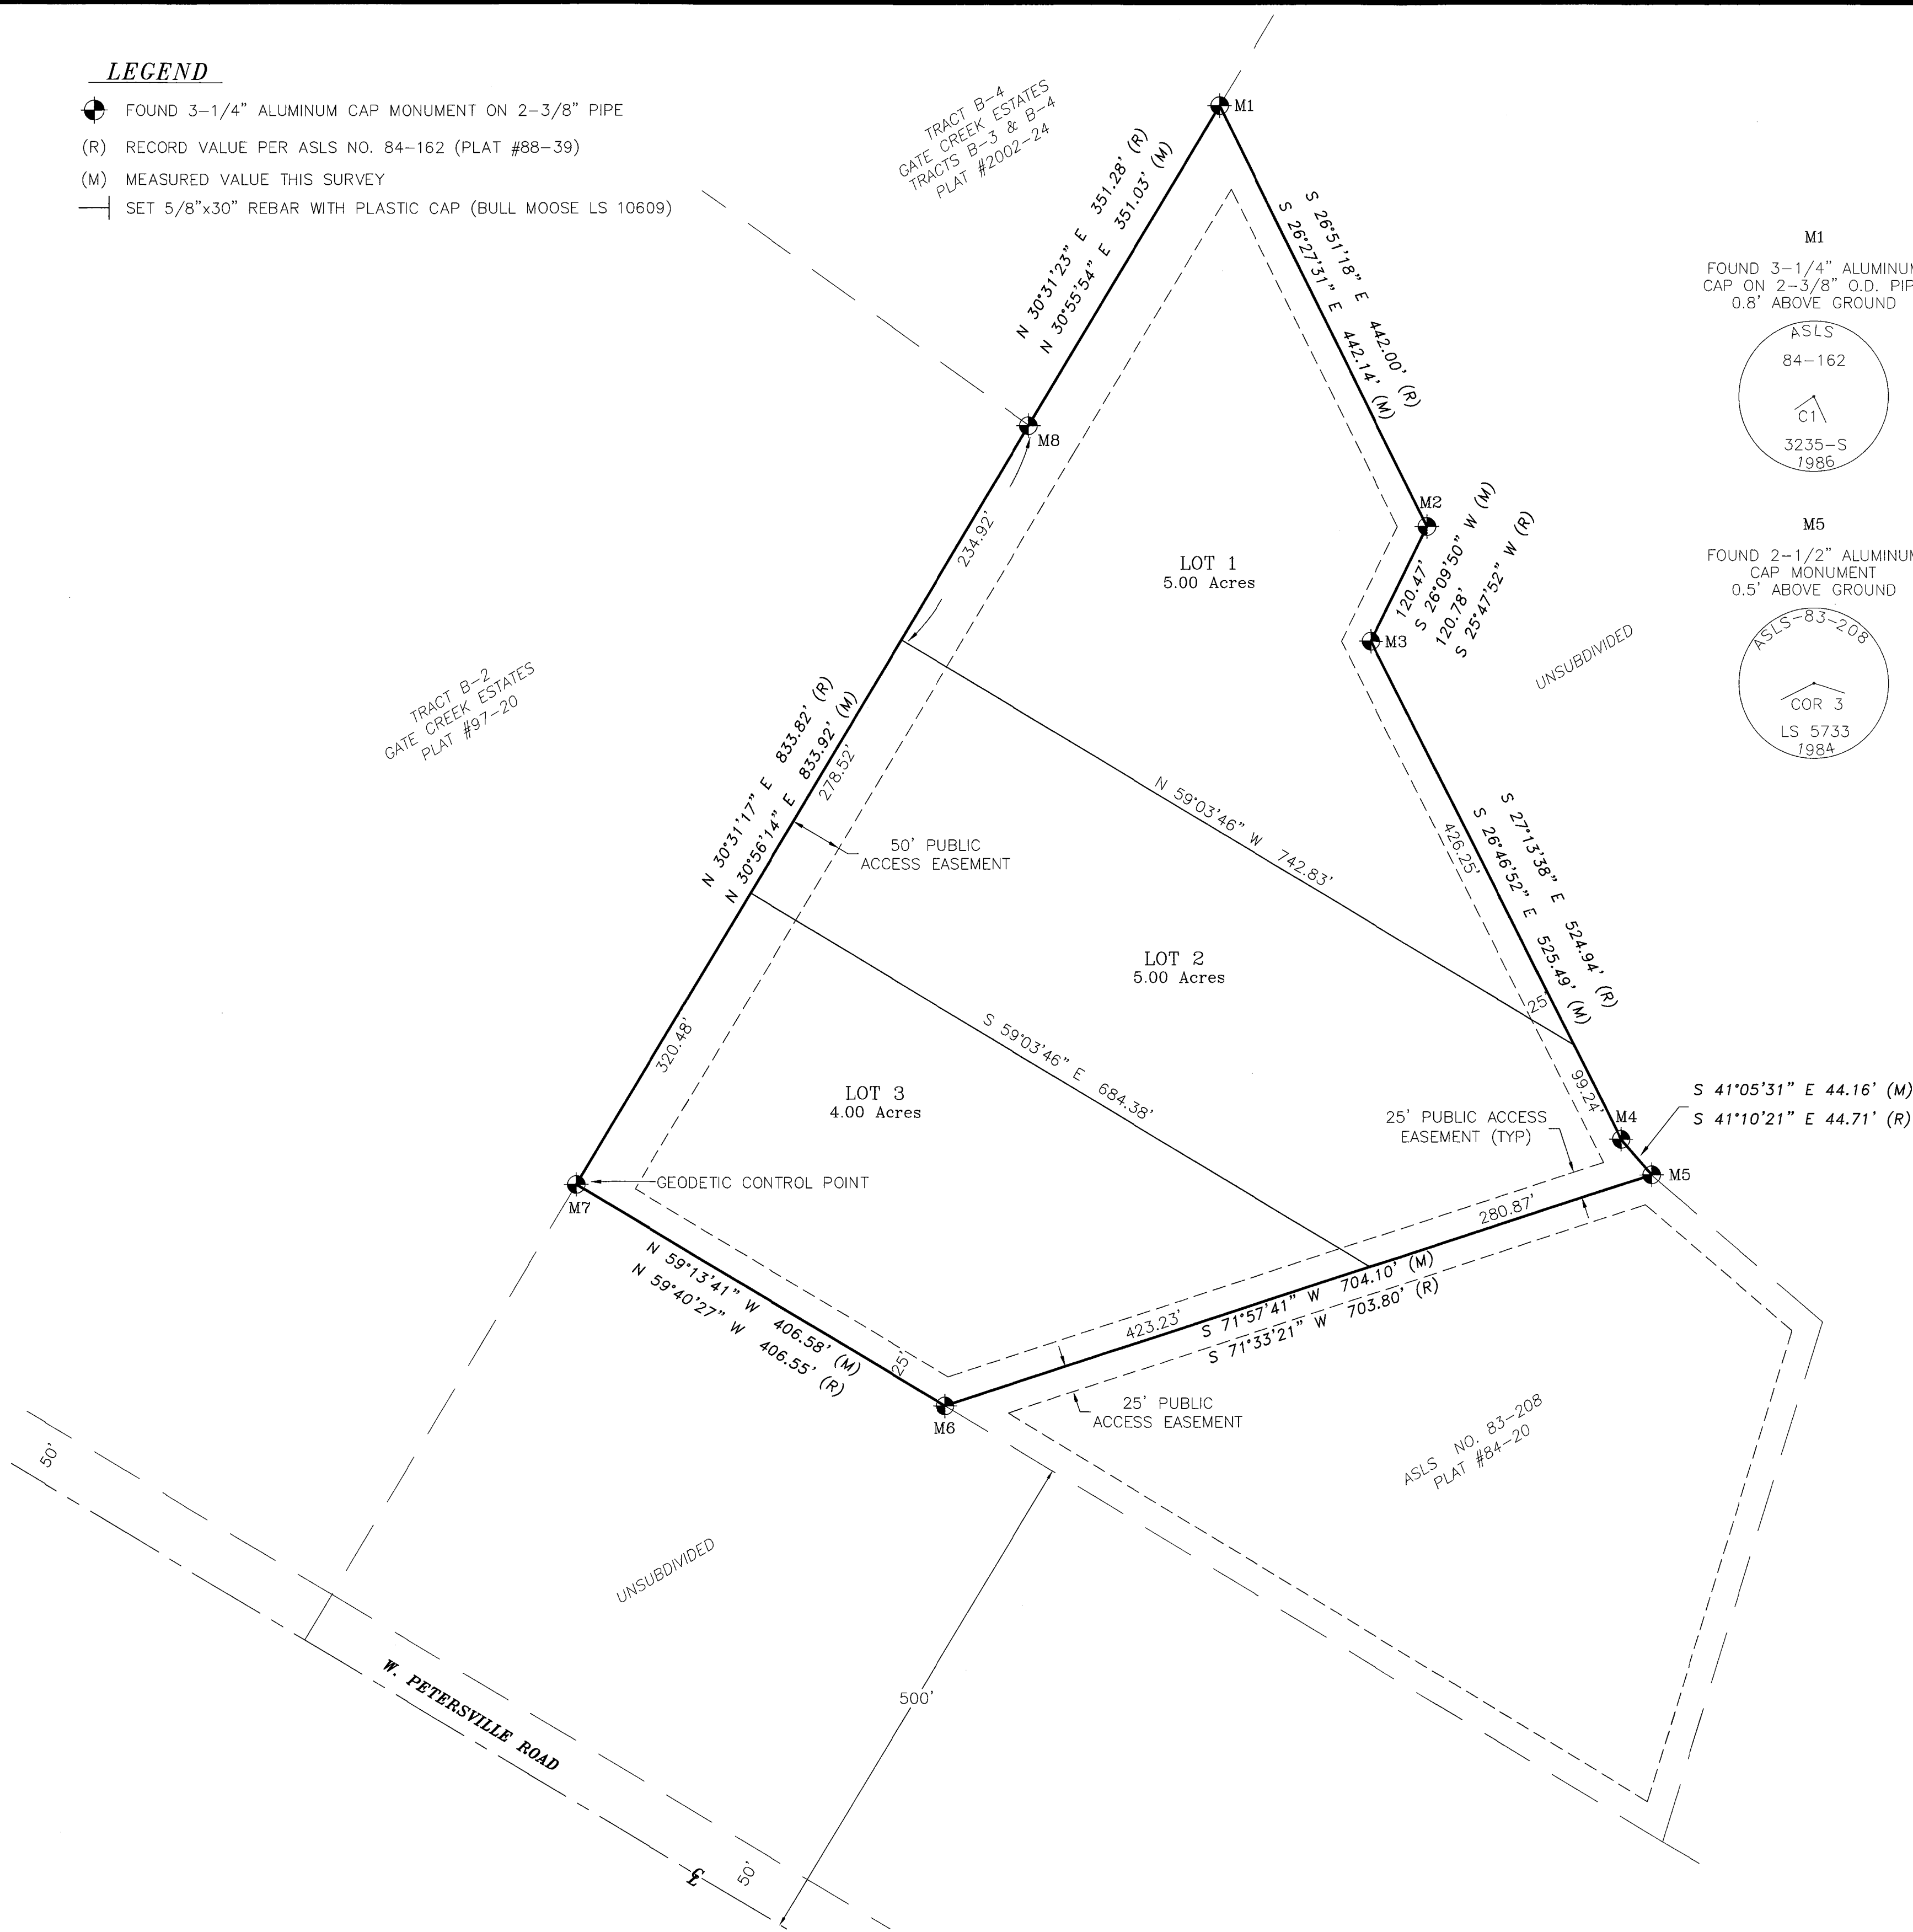 LEGEND
FOUND 3-1/4" ALUMINUM CAP MONUMENT ON 2-3/8" PIPE
(R) RECORD VALUE PER ASLS NO. 84-162 (PLAT #88-39)
(M) MEASURED VALUE THIS SURVEY
SET 5/8"x30" REBAR WITH PLASTIC CAP (BULL MOOSE LS 10609)
TRACT B-4
GATE CREEK ESTATES
TRACTS B-3 & B-4
PLAT #2002-24
M1
N 30°31'23" E 351.28' (R)
N 30°55'54" E 351.03' (M)
S 26°51'18" E 442.00' (R)
S 26°27'31" E 442.14' (M)
M1
FOUND 3-1/4" ALUMINUM
CAP ON 2-3/8" O.D. PIP
0.8' ABOVE GROUND
ASLS
84-162
C1
3235-S
1986
M8
M2
234.92'
LOT 1
5.00 Acres
120.47'
S 26°09'50" W (M)
120.78'
S 25°47'52" W (R)
M3
UNSUBDIVIDED
M5
FOUND 2-1/2" ALUMINUM
CAP MONUMENT
0.5' ABOVE GROUND
ASLS-83-208
COR 3
LS 5733
1984
TRACT B-2
GATE CREEK ESTATES
PLAT #97-20
N 30°31'17" E 833.82' (R)
N 30°56'14" E 833.92' (M)
278.52'
50' PUBLIC
ACCESS EASEMENT
N 59°03'46" W 742.83'
426.25'
S 27°13'38" E 524.94' (R)
S 26°46'52" E 525.49' (M)
25'
LOT 2
5.00 Acres
320.48'
S 59°03'46" E 684.38'
LOT 3
4.00 Acres
99.24'
M4
S 41°05'31" E 44.16' (M)
S 41°10'21" E 44.71' (R)
25' PUBLIC ACCESS
EASEMENT (TYP)
M5
GEODETIC CONTROL POINT
M7
280.87'
N 59°13'41" W 406.58' (M)
N 59°40'27" W 406.55' (R)
25'
423.23'
S 71°57'41" W 704.10' (M)
S 71°33'21" W 703.80' (R)
M6
25' PUBLIC
ACCESS EASEMENT
ASLS NO. 83-208
PLAT #84-20
50'
UNSUBDIVIDED
500'
W. PETERSVILLE ROAD
℄
50'